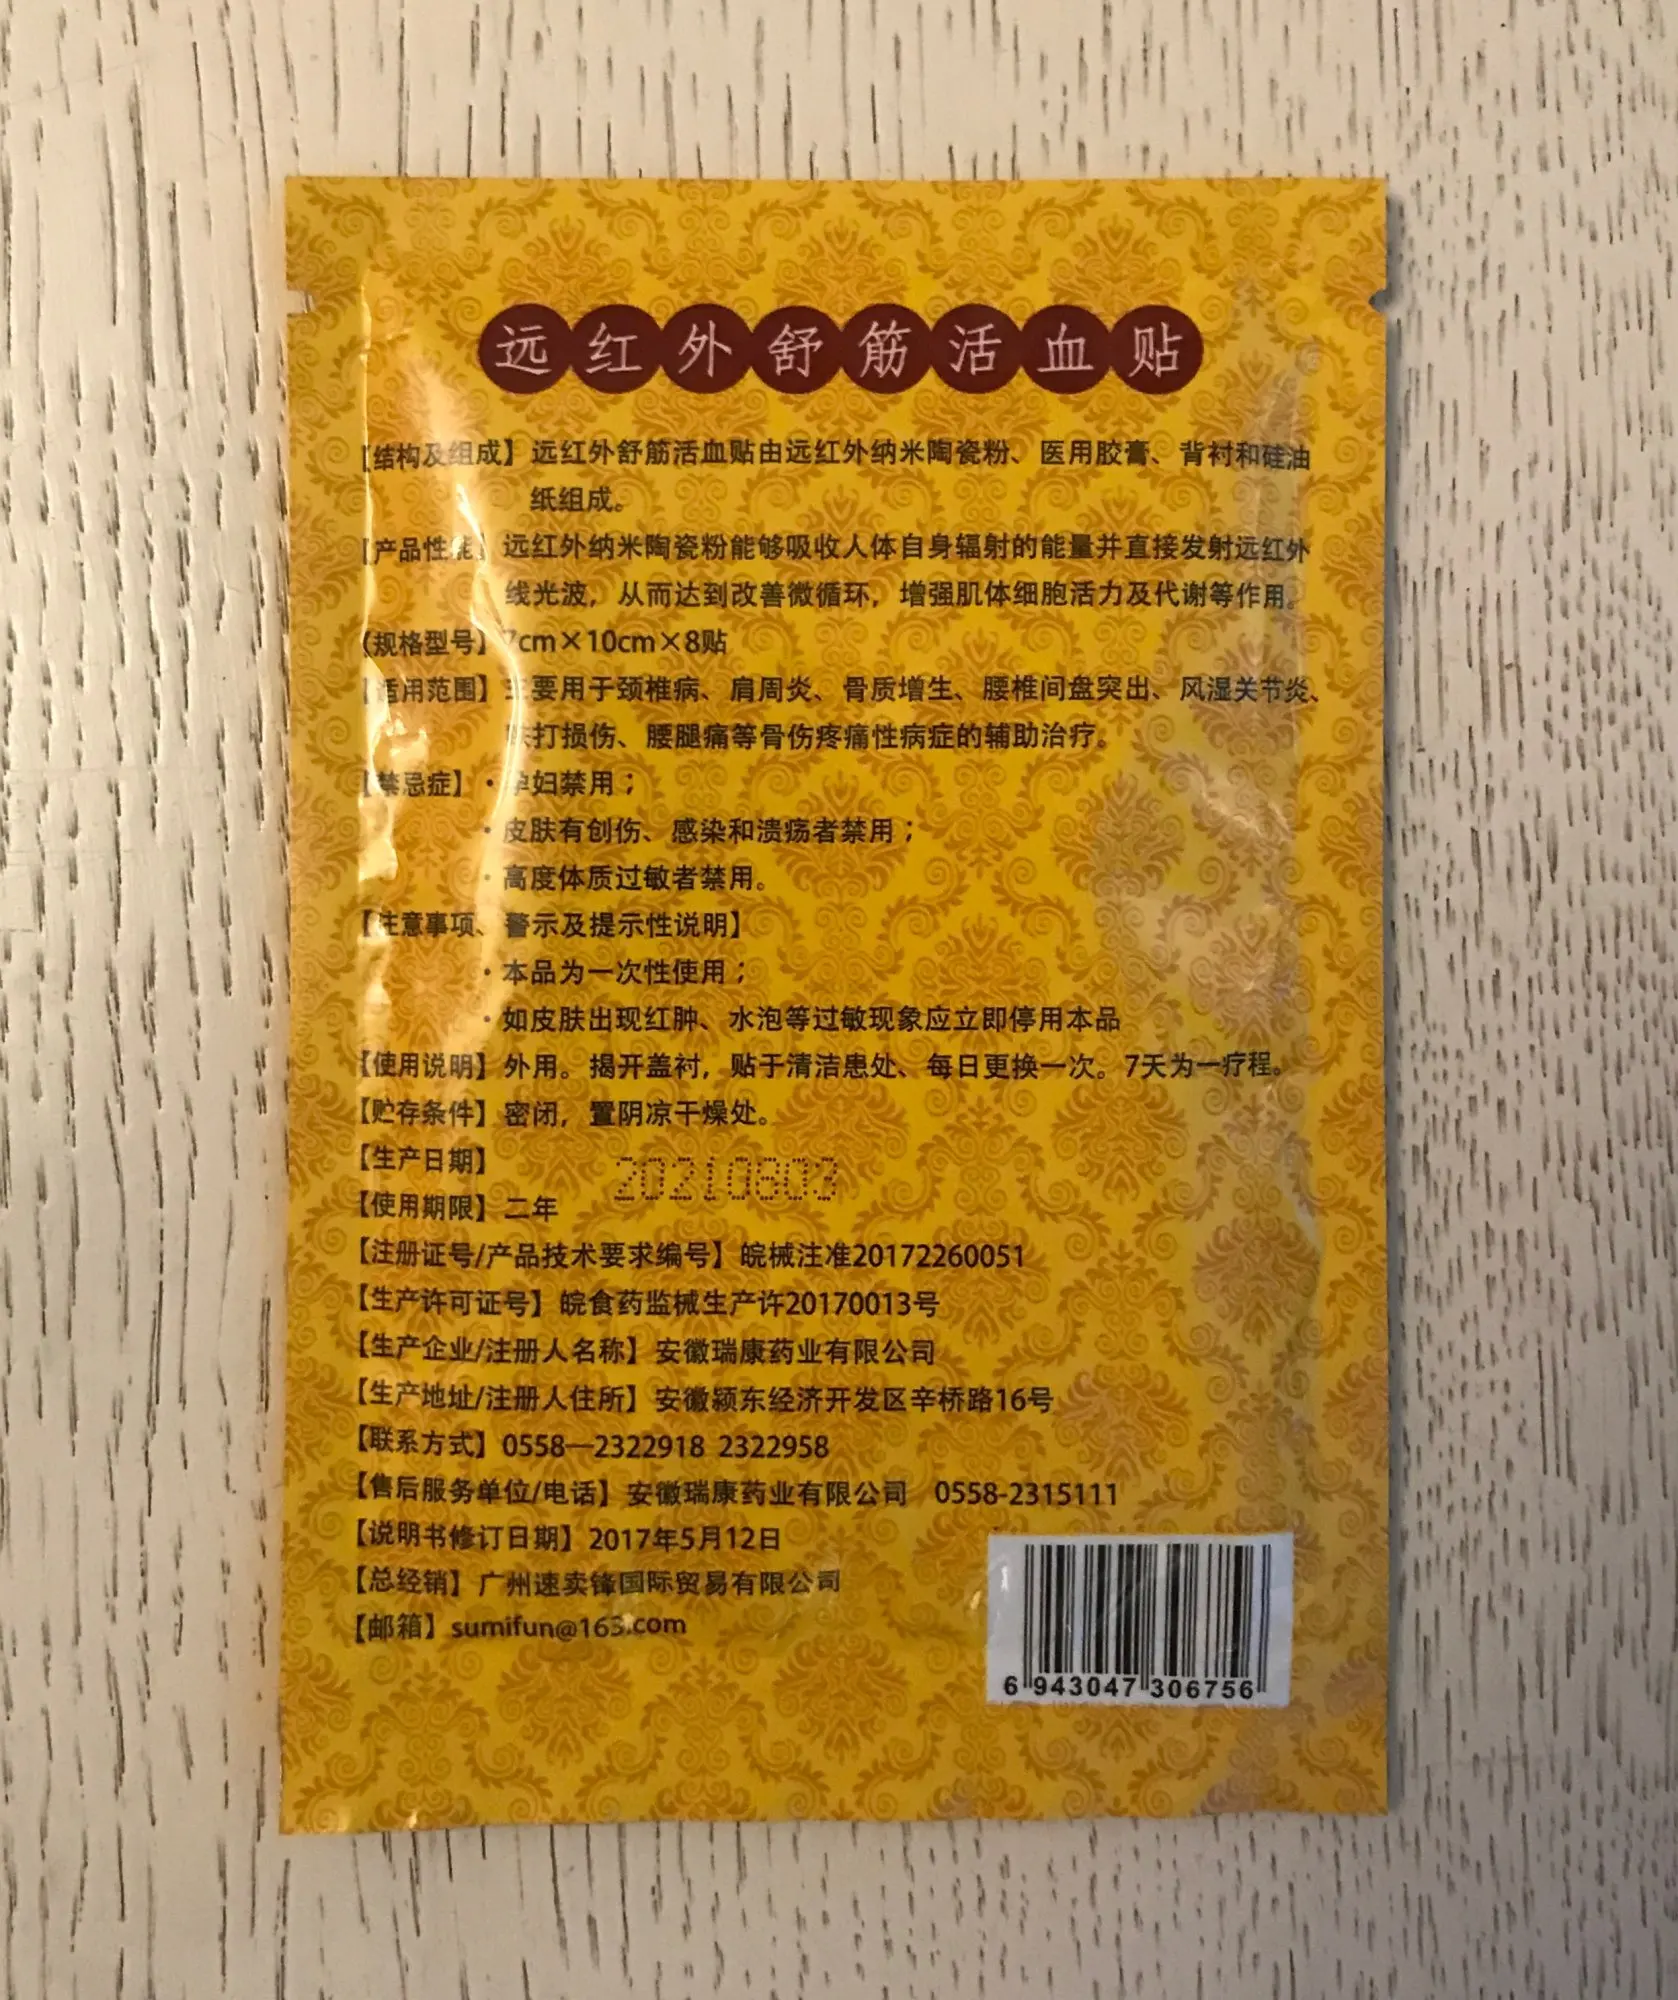 远红外舒筋活血贴
【结构及组成】远红外舒筋活血贴由远红外纳米陶瓷粉、医用胶膏、背衬和硅油
纸组成。
【产品性能】远红外纳米陶瓷粉能够吸收人体自身辐射的能量并直接发射远红外
线光波，从而达到改善微循环，增强肌体细胞活力及代谢等作用。
【规格型号】7cm×10cm×8贴
【适用范围】主要用于颈椎病、肩周炎、骨质增生、腰椎间盘突出、风湿关节炎、
跌打损伤、腰腿痛等骨伤疼痛性病症的辅助治疗。
【禁忌症】·孕妇禁用；
·皮肤有创伤、感染和溃疡者禁用；
·高度体质过敏者禁用。
【注意事项、警示及提示性说明】
·本品为一次性使用；
·如皮肤出现红肿、水泡等过敏现象应立即停用本品
【使用说明】外用。揭开盖衬，贴于清洁患处、每日更换一次。7天为一疗程。
【贮存条件】密闭，置阴凉干燥处。
【生产日期】20210803
【使用期限】二年
【注册证号/产品技术要求编号】皖械注准20172260051
【生产许可证号】皖食药监械生产许20170013号
【生产企业/注册人名称】安徽瑞康药业有限公司
【生产地址/注册人住所】安徽颍东经济开发区辛桥路16号
【联系方式】0558—2322918 2322958
【售后服务单位/电话】安徽瑞康药业有限公司 0558-2315111
【说明书修订日期】2017年5月12日
【总经销】广州速卖锋国际贸易有限公司
【邮箱】sumifun@163.com
6 943047 306756